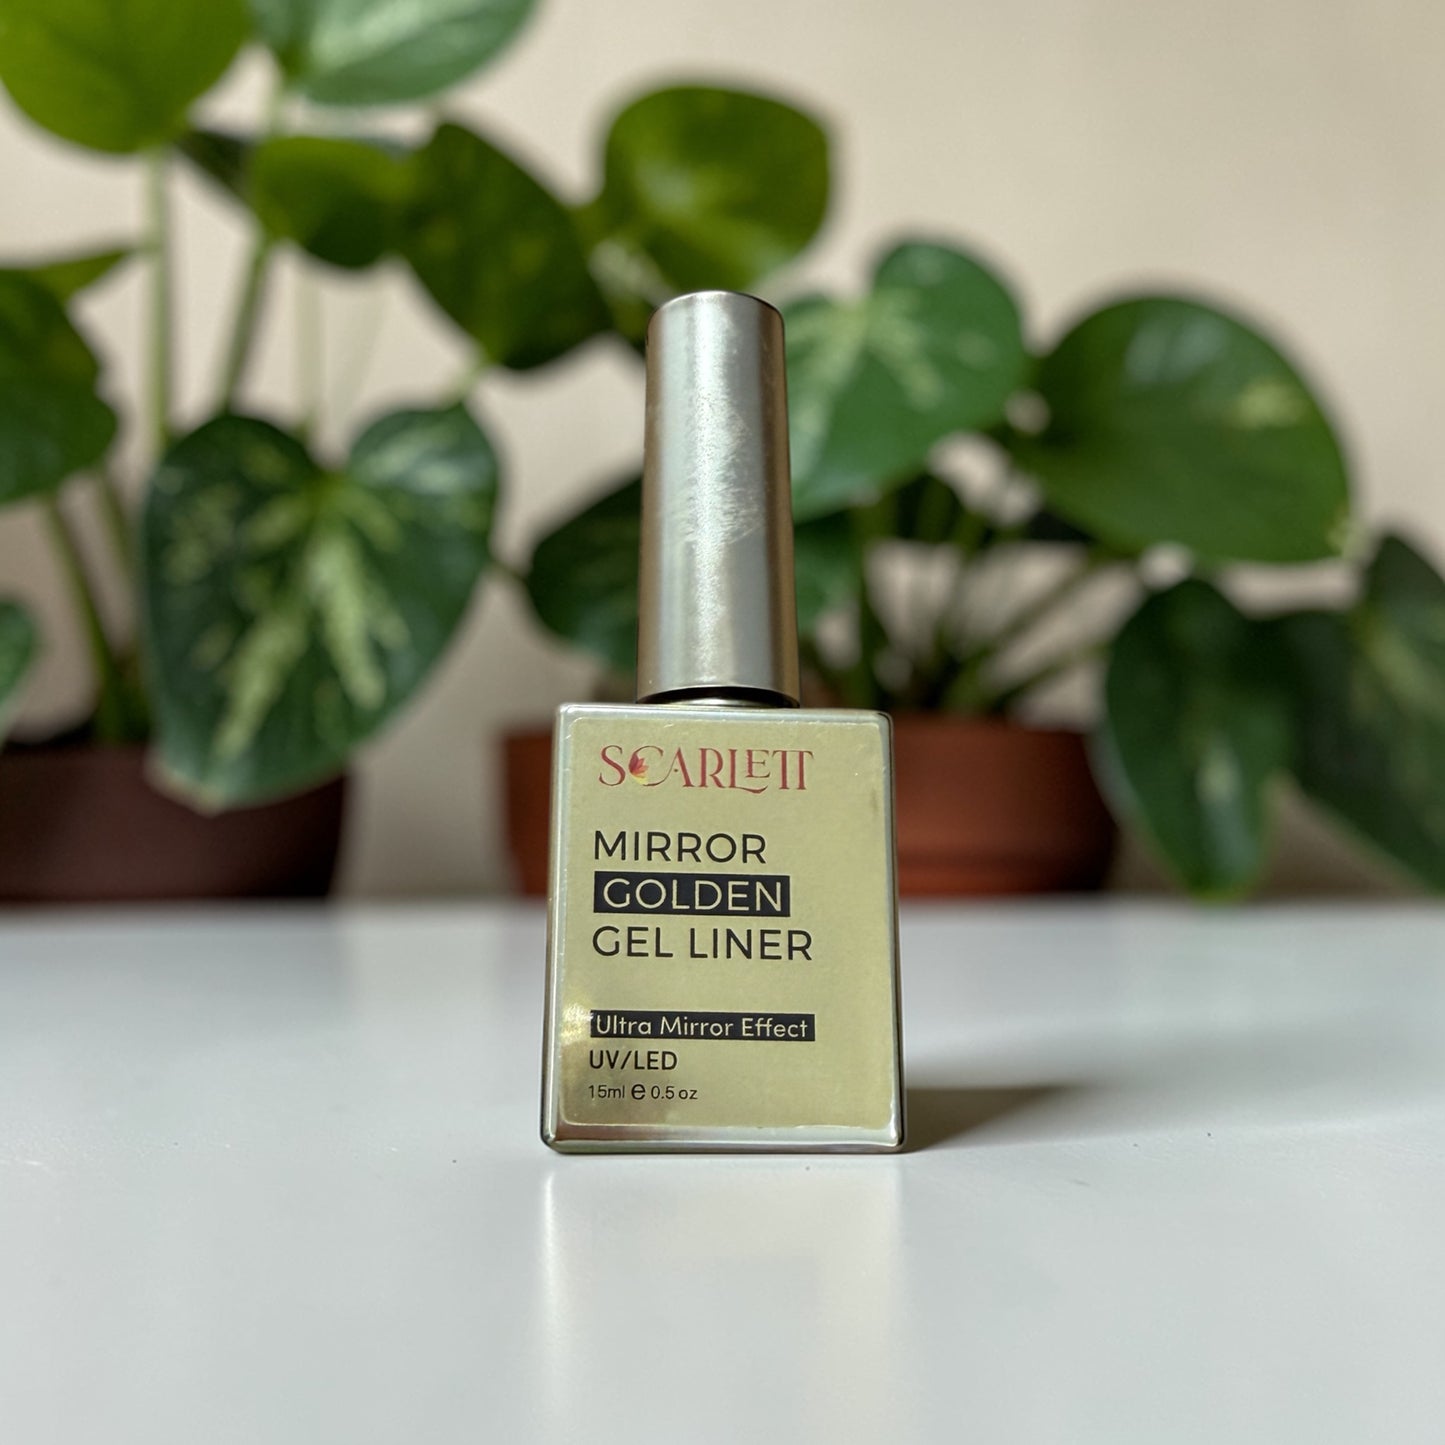 SCARLETT
MIRROR
GOLDEN
GEL LINER
Ultra Mirror Effect
UV/LED
15ml e 0.5 oz